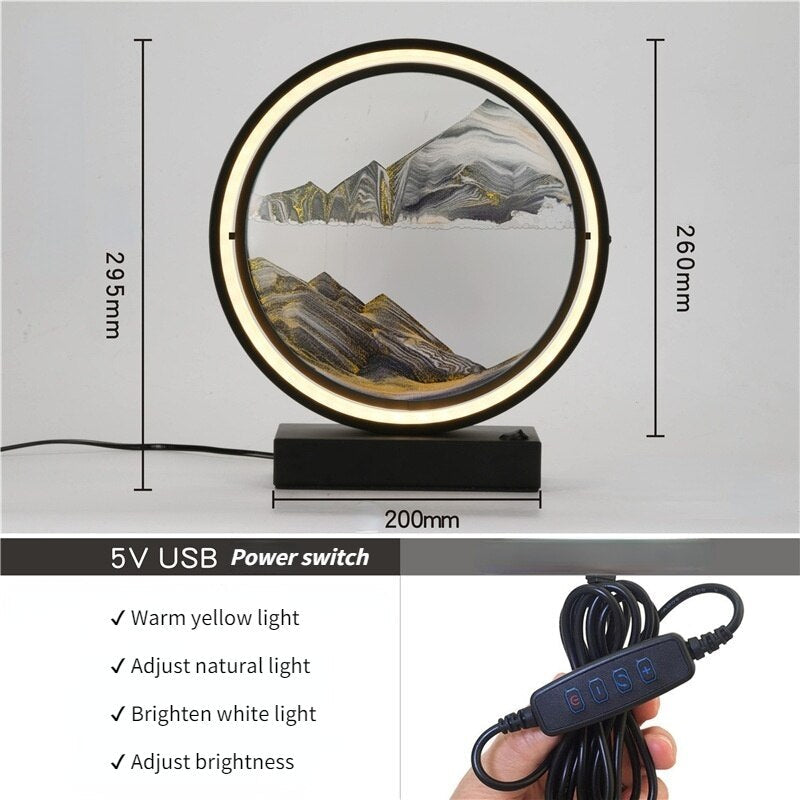 295mm
260mm
200mm
5V USB Power switch
✓ Warm yellow light
✓ Adjust natural light
✓ Brighten white light
✓ Adjust brightness